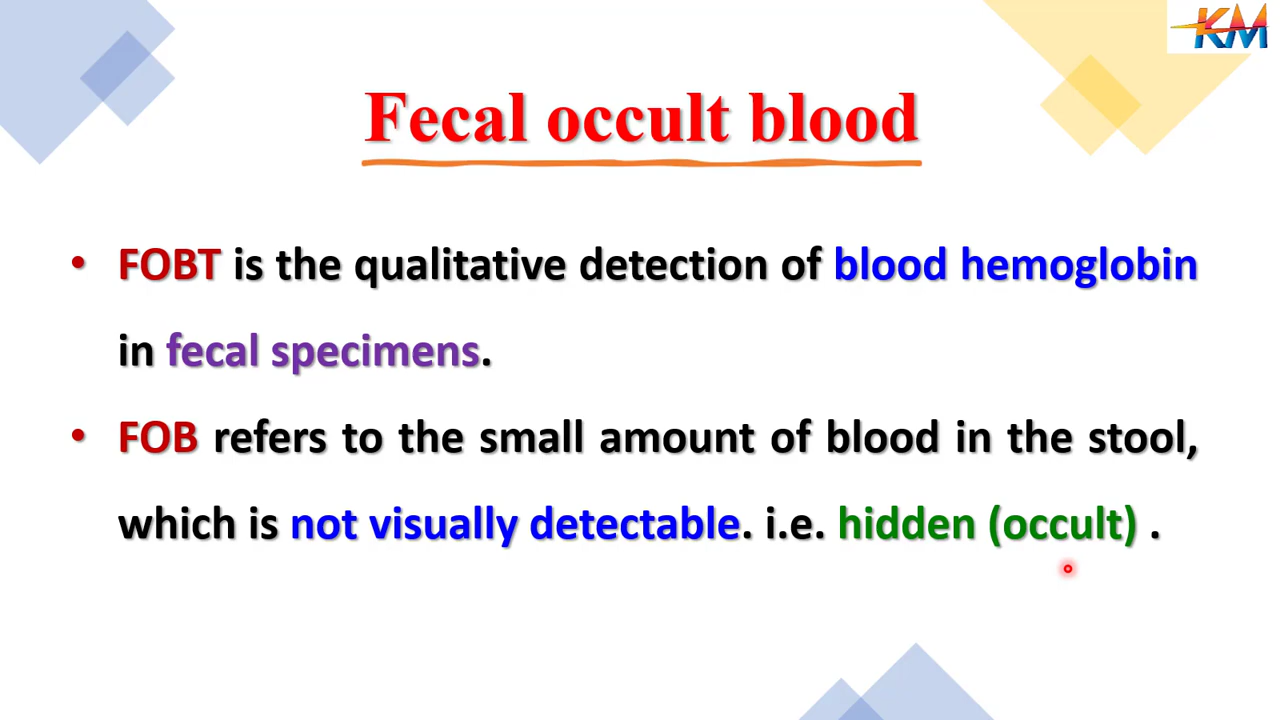 KM
Fecal occult blood
• FOBT is the qualitative detection of blood hemoglobin
in fecal specimens.
• FOB refers to the small amount of blood in the stool,
which is not visually detectable. i.e. hidden (occult) .